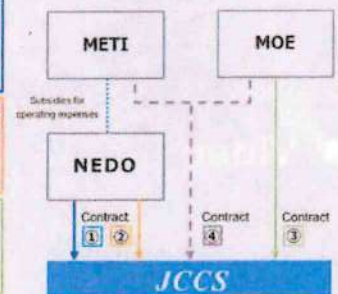 METI
MOE
Subsidies for
operating expenses
NEDO
Contract
① ②
Contract
④
Contract
③
JCCS